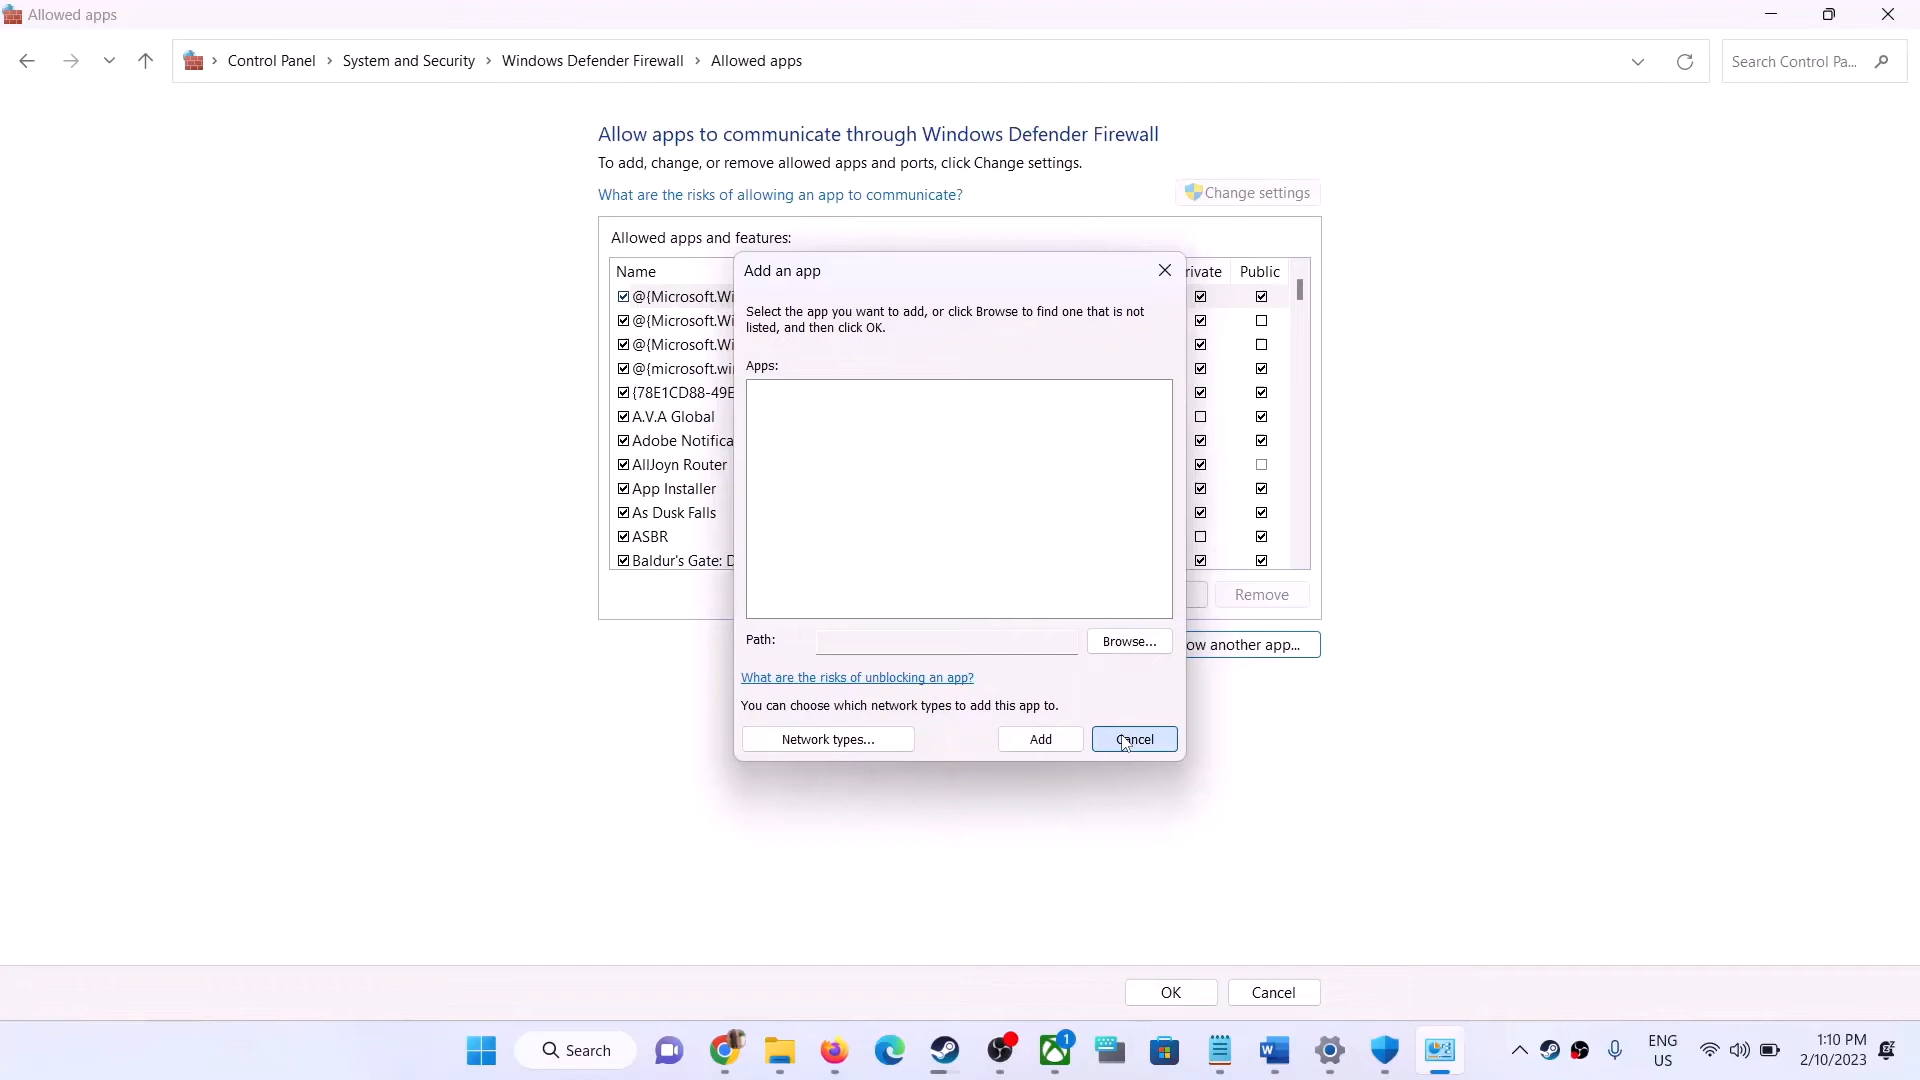 Allowed apps
Control Panel > System and Security > Windows Defender Firewall > Allowed apps
Search Control Pa...
Allow apps to communicate through Windows Defender Firewall
To add, change, or remove allowed apps and ports, click Change settings.
What are the risks of allowing an app to communicate?
Change settings
Allowed apps and features:
Name
rivate
Public
@{Microsoft.Wi
@{Microsoft.Wi
@{Microsoft.Wi
@{microsoft.wi
{78E1CD88-49E
A.V.A Global
Adobe Notifica
AllJoyn Router
App Installer
As Dusk Falls
ASBR
Baldur's Gate: D
Remove
ow another app...
Add an app
Select the app you want to add, or click Browse to find one that is not
listed, and then click OK.
Apps:
Path:
Browse...
What are the risks of unblocking an app?
You can choose which network types to add this app to.
Network types...
Add
Cancel
OK
Cancel
Search
1
ENG
US
1:10 PM
2/10/2023